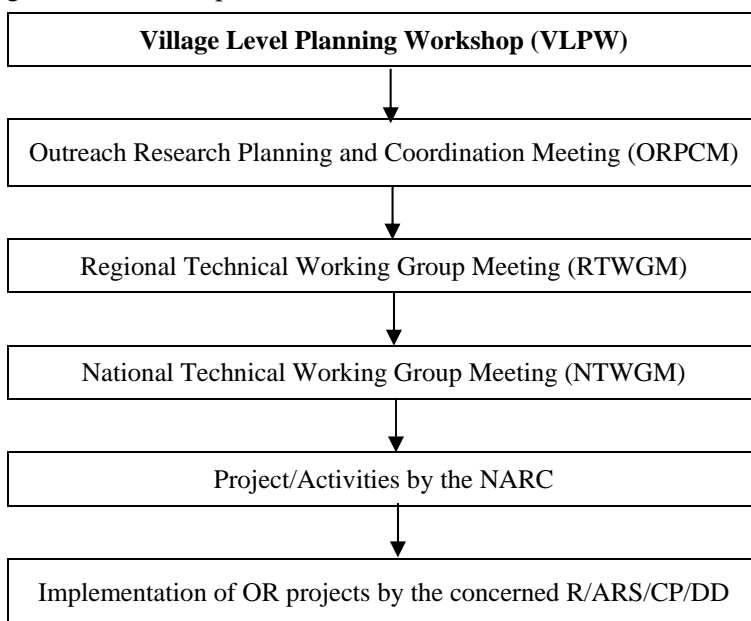 Village Level Planning Workshop (VLPW)
Outreach Research Planning and Coordination Meeting (ORPCM)
Regional Technical Working Group Meeting (RTWGM)
National Technical Working Group Meeting (NTWGM)
Project/Activities by the NARC
Implementation of OR projects by the concerned R/ARS/CP/DD